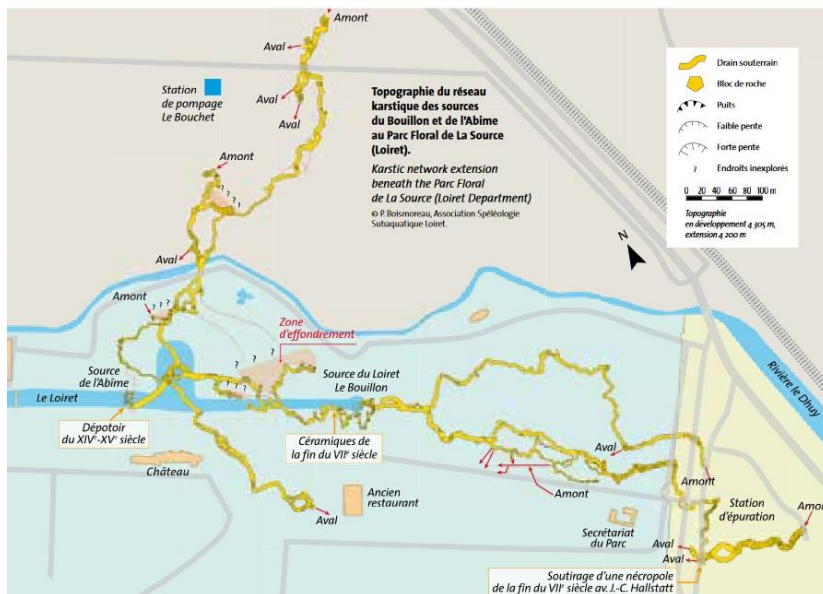 Amont
Aval
Aval
Aval
Station
de pompage
Le Bouchet
Topographie du réseau
karstique des sources
du Bouillon et de l'Abime
au Parc Floral de La Source
(Loiret).
Karstic network extension
beneath the Parc Floral
de La Source (Loiret Department)
© P. Boismoreau, Association Spéléologie
Subaquatique Loiret.
Drain souterrain
Bloc de roche
Puits
Faible pente
Forte pente
? Endroits inexplorés
0 20 40 60 80 100 m
Topographie
en développement 4 305 m,
extension 4 200 m
N
Amont
? ? ? ?
Aval
Amont
? ? ?
Zone
d'effondrement
? ? ?
? ? ?
Source
de l'Abîme
Source du Loiret
Le Bouillon
Le Loiret
Rivière le Dhuy
Dépotoir
du XIVe-XVe siècle
Céramiques de
la fin du VIIe siècle
Château
Ancien
restaurant
Aval
Aval
Amont
Amont
Station
d'épuration
Secrétariat
du Parc
Aval
Aval
Soutirage d'une nécropole
de la fin du VIIe siècle av. J.-C. Hallstatt